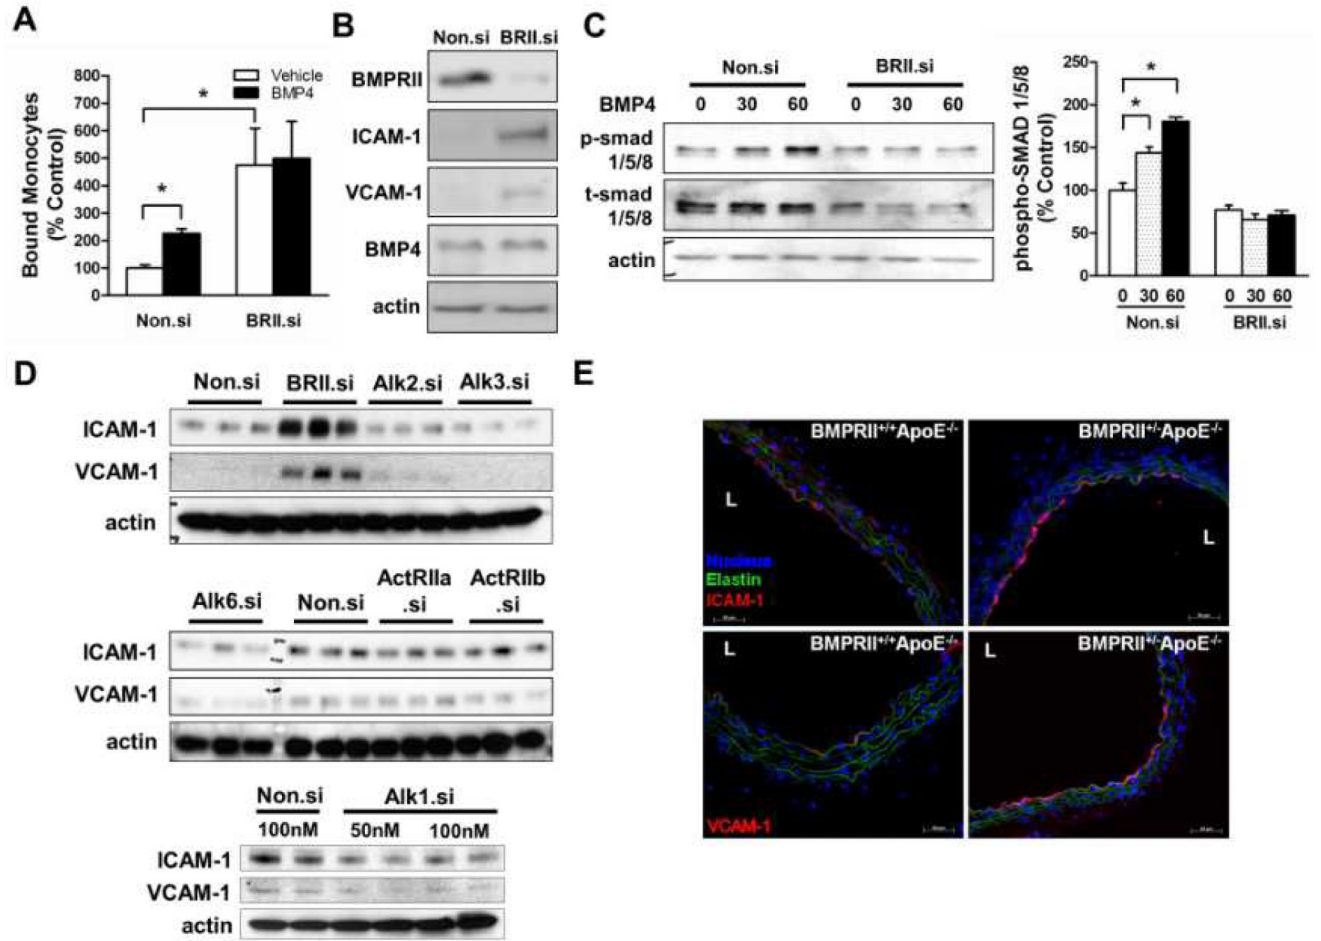 A
Vehicle
BMP4
Bound Monocytes
(% Control)
800
700
600
500
400
300
200
100
0
*
*
Non.si
BRII.si
B
Non.si BRII.si
BMPRII
ICAM-1
VCAM-1
BMP4
actin
C
Non.si BRII.si
BMP4 0 30 60 0 30 60
p-smad
1/5/8
t-smad
1/5/8
actin
phospho-SMAD 1/5/8
(% Control)
250
200
150
100
50
0
*
*
0 30 60 0 30 60
Non.si BRII.si
D
Non.si BRII.si Alk2.si Alk3.si
ICAM-1
VCAM-1
actin
Alk6.si Non.si ActRIIa .si ActRIIb .si
ICAM-1
VCAM-1
actin
Non.si Alk1.si
100nM 50nM 100nM
ICAM-1
VCAM-1
actin
E
BMPRII+/+ApoE-/-
L
Nucleus
Elastin
ICAM-1
BMPRII+/-ApoE-/-
L
BMPRII+/+ApoE-/-
L
VCAM-1
BMPRII+/-ApoE-/-
L